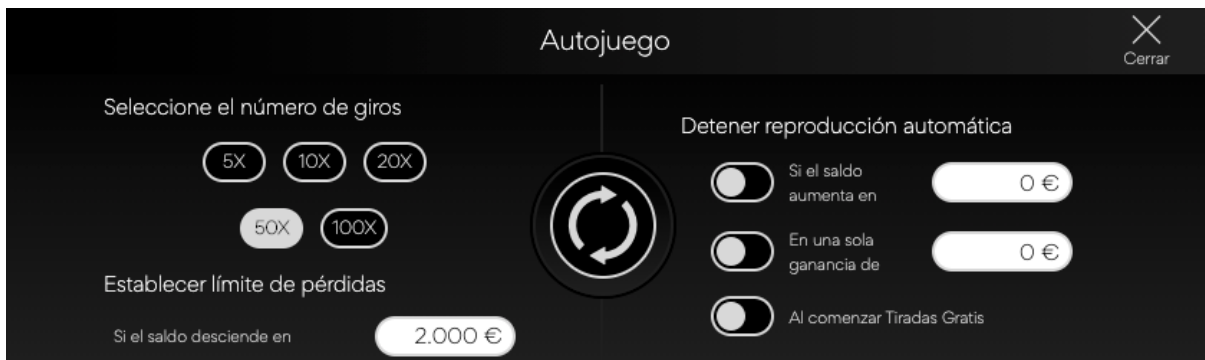 Autojuego
Cerrar
Seleccione el número de giros
5X 10X 20X
50X 100X
Establecer límite de pérdidas
Si el saldo desciende en 2.000 €
Detener reproducción automática
Si el saldo
aumenta en
0 €
En una sola
ganancia de
0 €
Al comenzar Tiradas Gratis